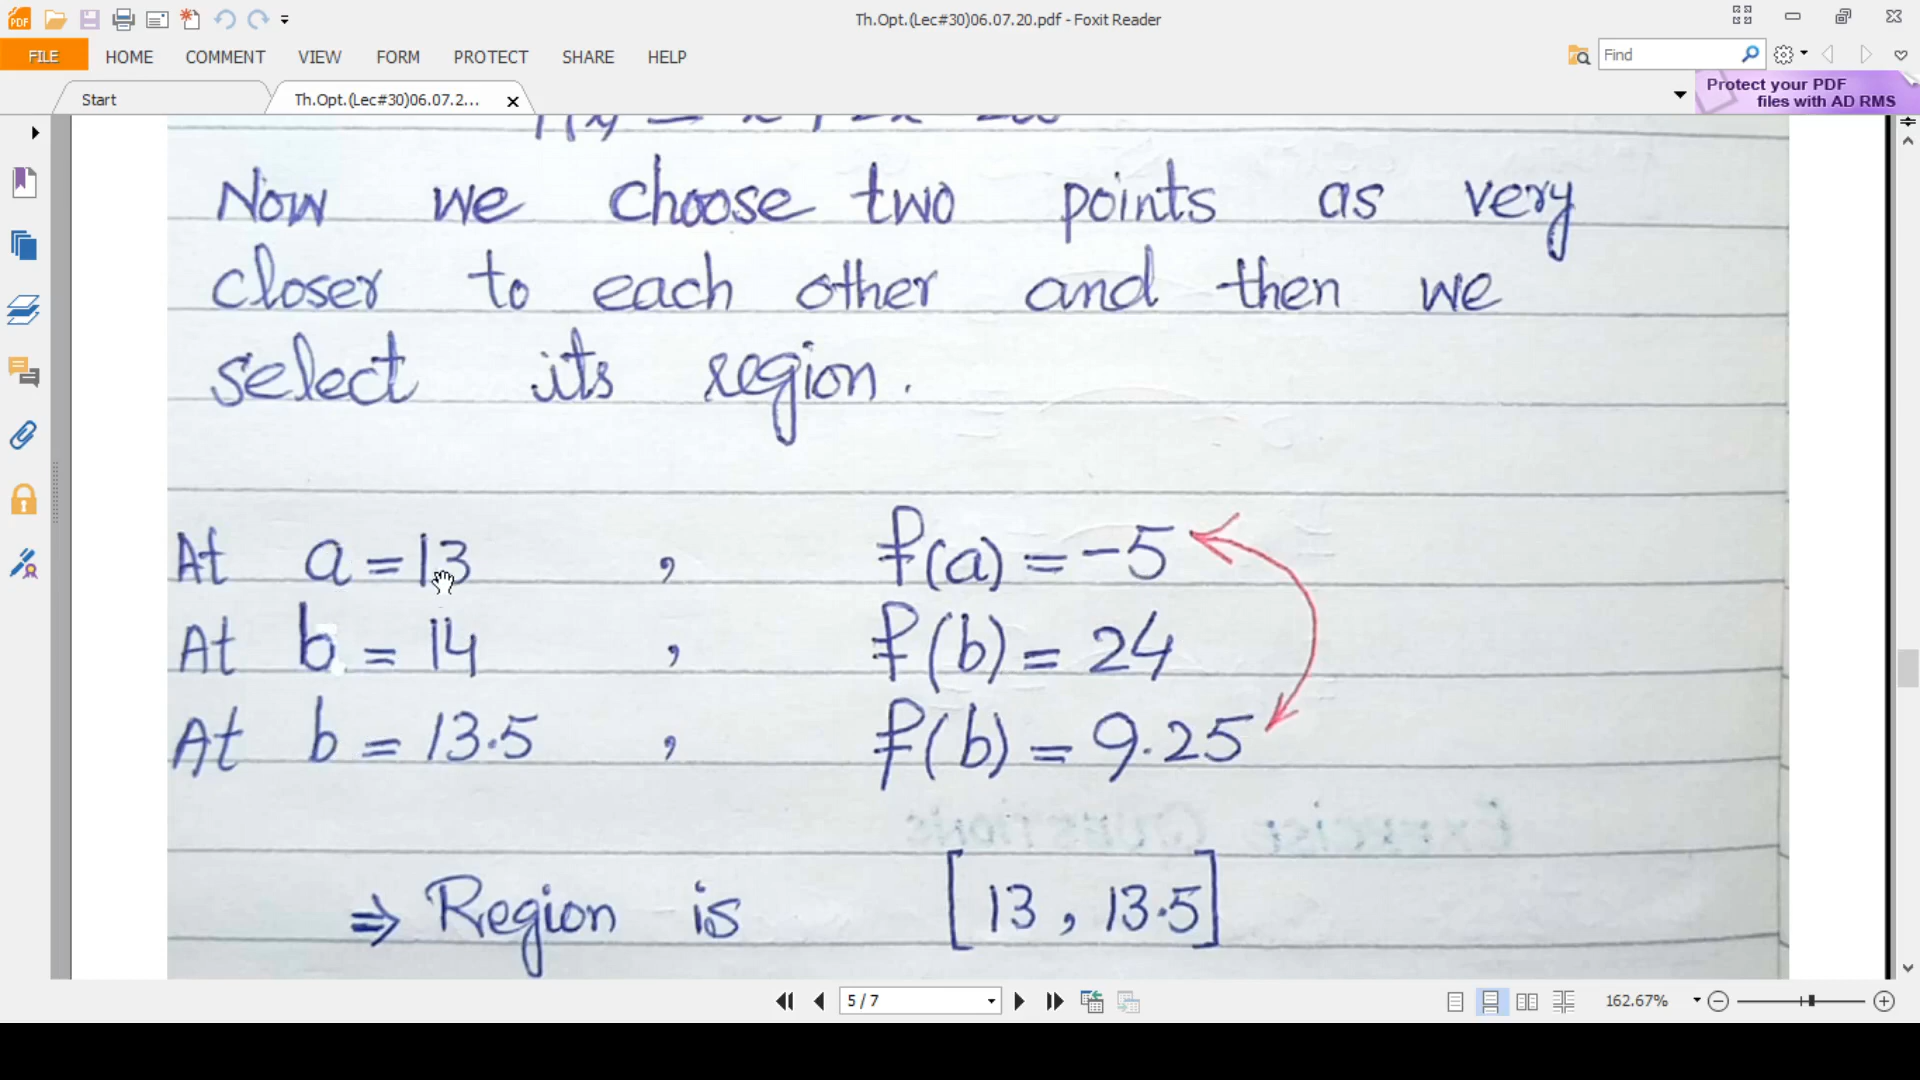 Th.Opt.(Lec#30)06.07.20.pdf - Foxit Reader
FILE HOME COMMENT VIEW FORM PROTECT SHARE HELP
Find
Start
Th.Opt.(Lec#30)06.07.2...
Protect your PDF
files with AD RMS
Now we choose two points as very
closer to each other and then we
select its region.
At a = 13 , f(a) = -5
At b = 14 , f(b) = 24
At b = 13.5 , f(b) = 9.25
Exercise Questions
⇒ Region is [13, 13.5]
5 / 7
162.67%